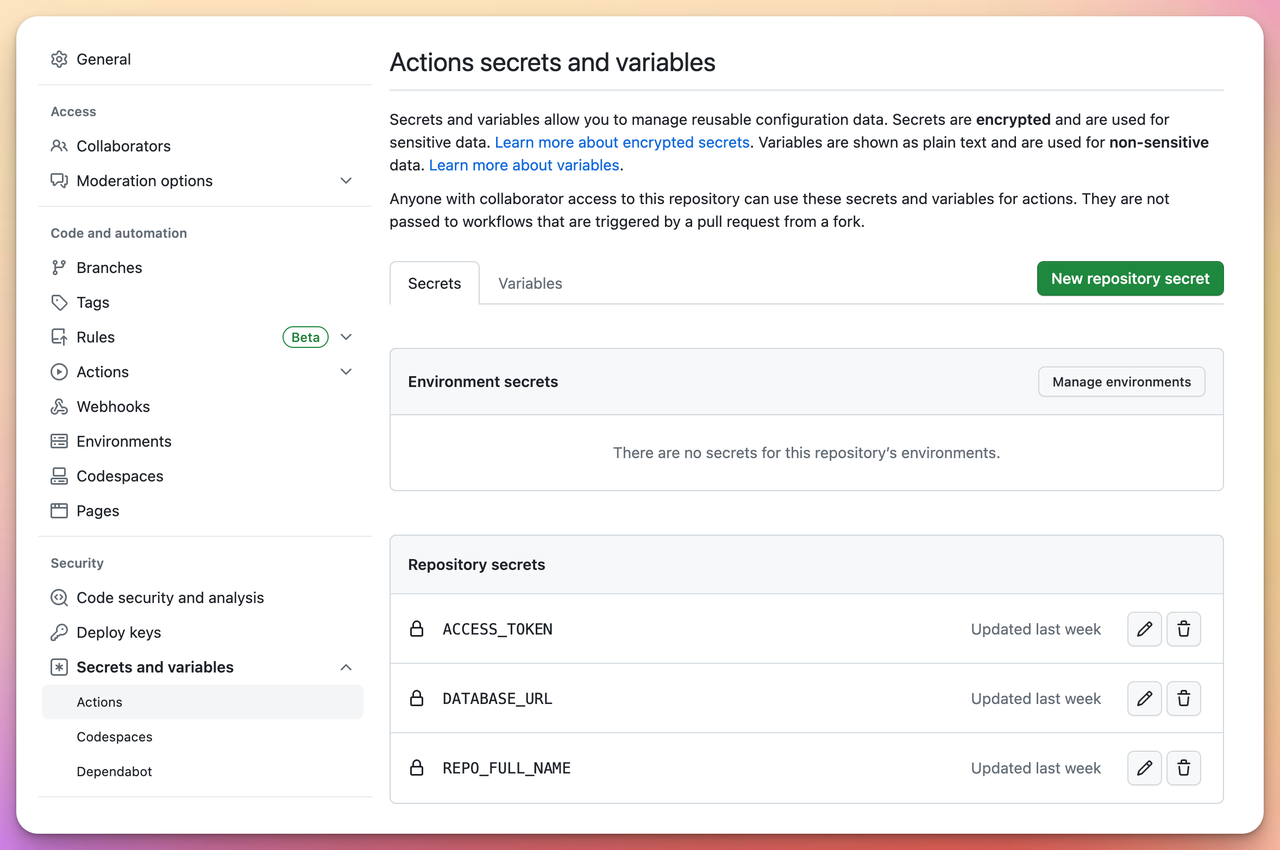 General
Access
Collaborators
Moderation options
Code and automation
Branches
Tags
Rules Beta
Actions
Webhooks
Environments
Codespaces
Pages
Security
Code security and analysis
Deploy keys
Secrets and variables
Actions
Codespaces
Dependabot
Actions secrets and variables
Secrets and variables allow you to manage reusable configuration data. Secrets are encrypted and are used for
sensitive data. Learn more about encrypted secrets. Variables are shown as plain text and are used for non-sensitive
data. Learn more about variables.
Anyone with collaborator access to this repository can use these secrets and variables for actions. They are not
passed to workflows that are triggered by a pull request from a fork.
Secrets Variables New repository secret
Environment secrets Manage environments
There are no secrets for this repository’s environments.
Repository secrets
ACCESS_TOKEN Updated last week
DATABASE_URL Updated last week
REPO_FULL_NAME Updated last week